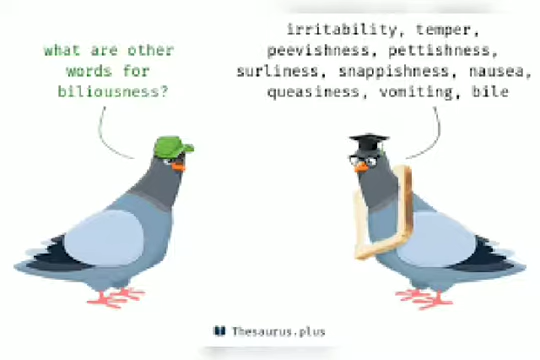 what are other
words for
biliousness?
irritability, temper,
peevishness, pettishness,
surliness, snappishness, nausea,
queasiness, vomiting, bile
Thesaurus.plus